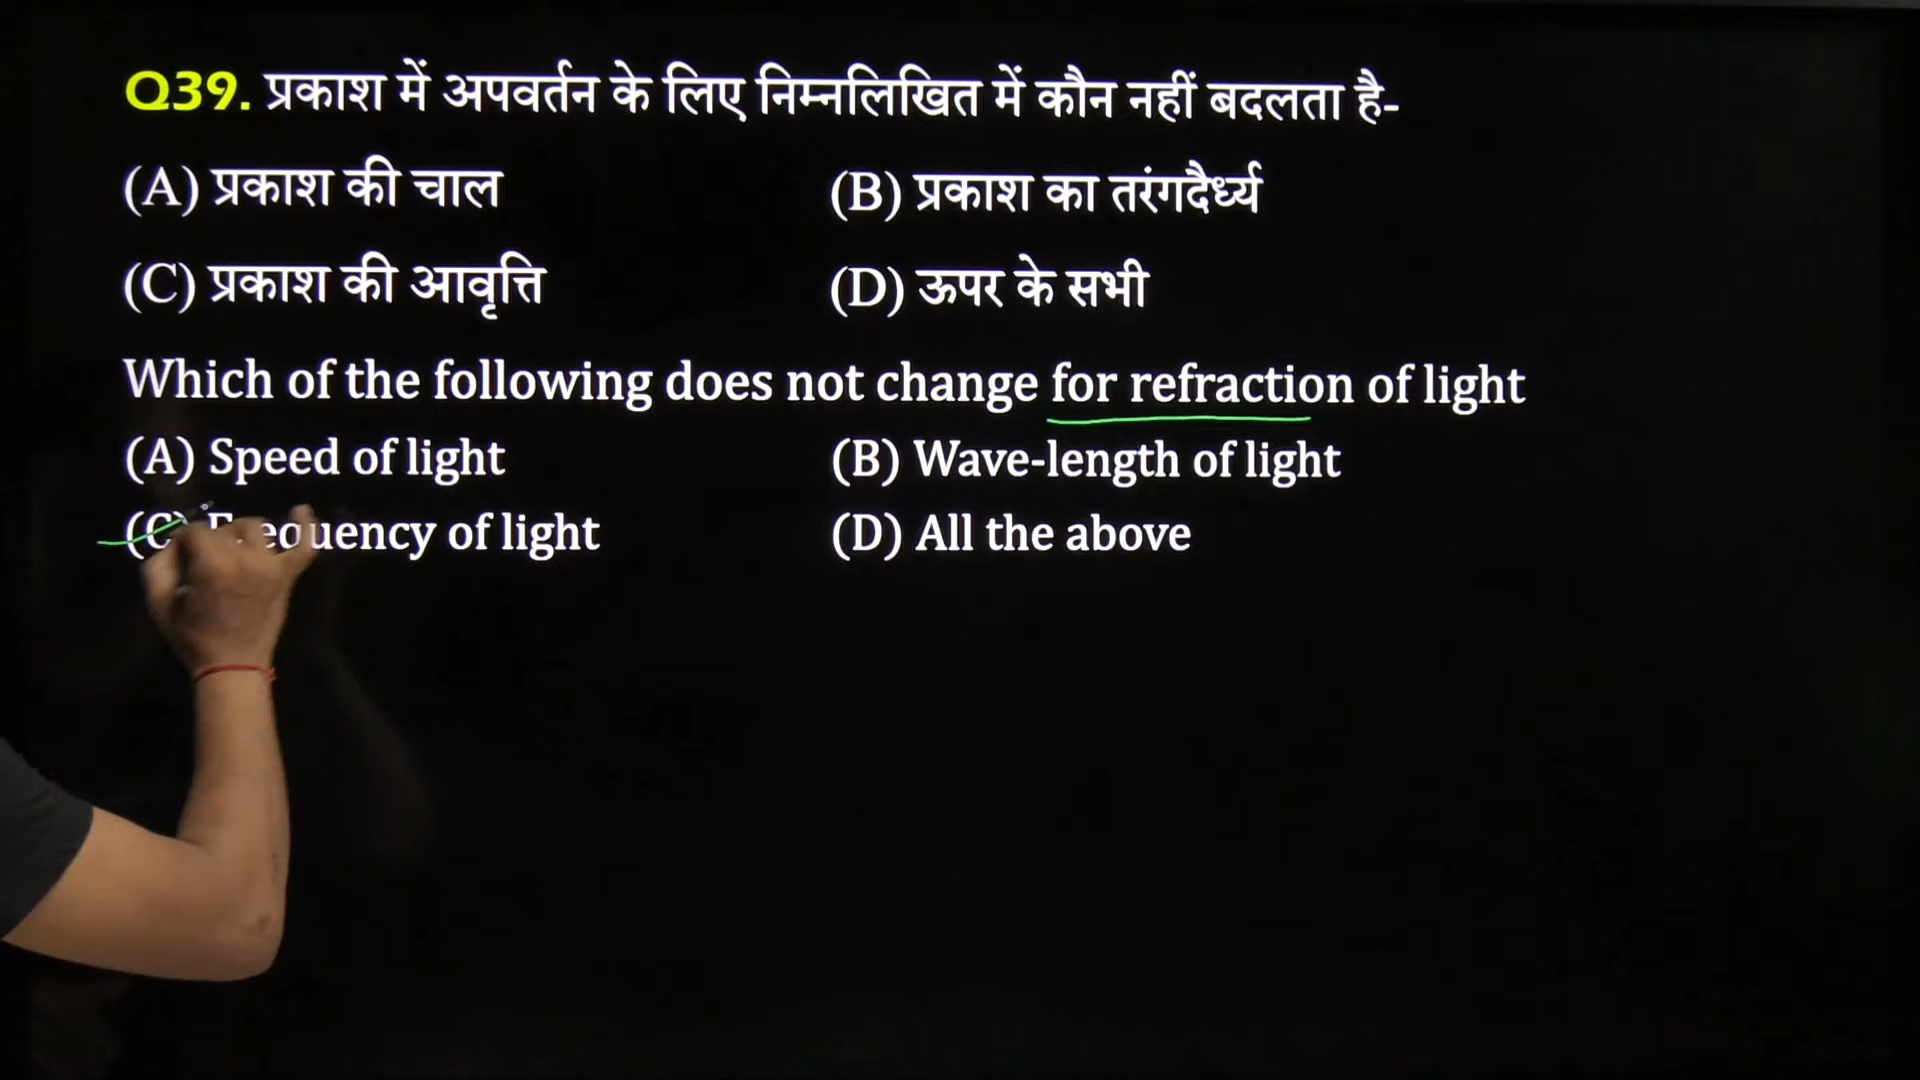 Q39. प्रकाश में अपवर्तन के लिए निम्नलिखित में कौन नहीं बदलता है-
(A) प्रकाश की चाल (B) प्रकाश का तरंगदैर्ध्य
(C) प्रकाश की आवृत्ति (D) ऊपर के सभी
Which of the following does not change for refraction of light
(A) Speed of light (B) Wave-length of light
(C) Frequency of light (D) All the above